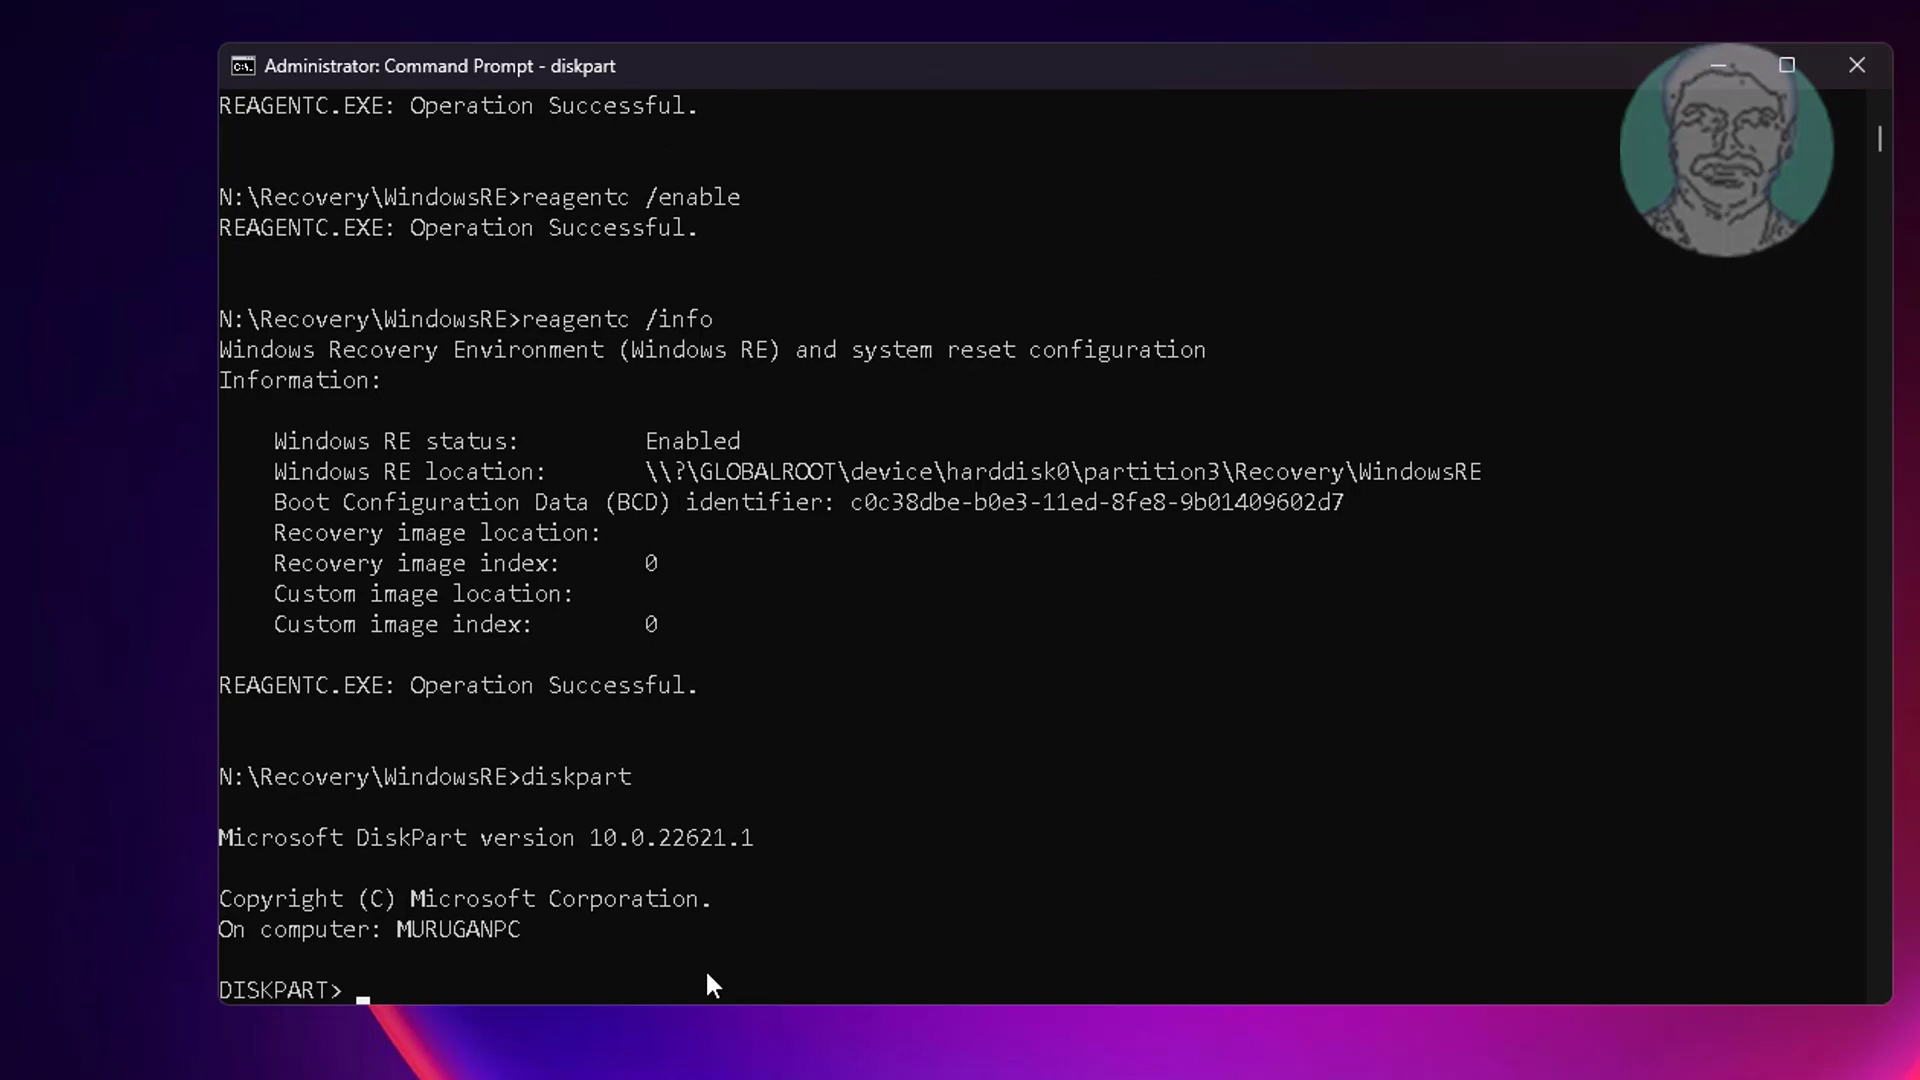 Administrator: Command Prompt - diskpart
REAGENTC.EXE: Operation Successful.
N:\Recovery\WindowsRE>reagentc /enable
REAGENTC.EXE: Operation Successful.
N:\Recovery\WindowsRE>reagentc /info
Windows Recovery Environment (Windows RE) and system reset configuration
Information:
Windows RE status: Enabled
Windows RE location: \\?\GLOBALROOT\device\harddisk0\partition3\Recovery\WindowsRE
Boot Configuration Data (BCD) identifier: c0c38dbe-b0e3-11ed-8fe8-9b01409602d7
Recovery image location:
Recovery image index: 0
Custom image location:
Custom image index: 0
REAGENTC.EXE: Operation Successful.
N:\Recovery\WindowsRE>diskpart
Microsoft DiskPart version 10.0.22621.1
Copyright (C) Microsoft Corporation.
On computer: MURUGANPC
DISKPART>